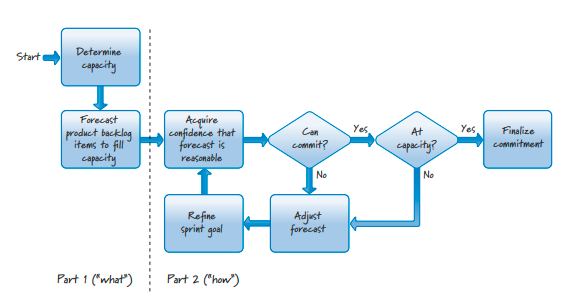 Start
Determine
capacity
Forecast
product backlog
items to fill
capacity
Acquire
confidence that
forecast is
reasonable
Can
commit?
Yes
At
capacity?
Yes
Finalize
commitment
No
No
Refine
sprint goal
Adjust
forecast
Part 1 ("what")
Part 2 ("how")